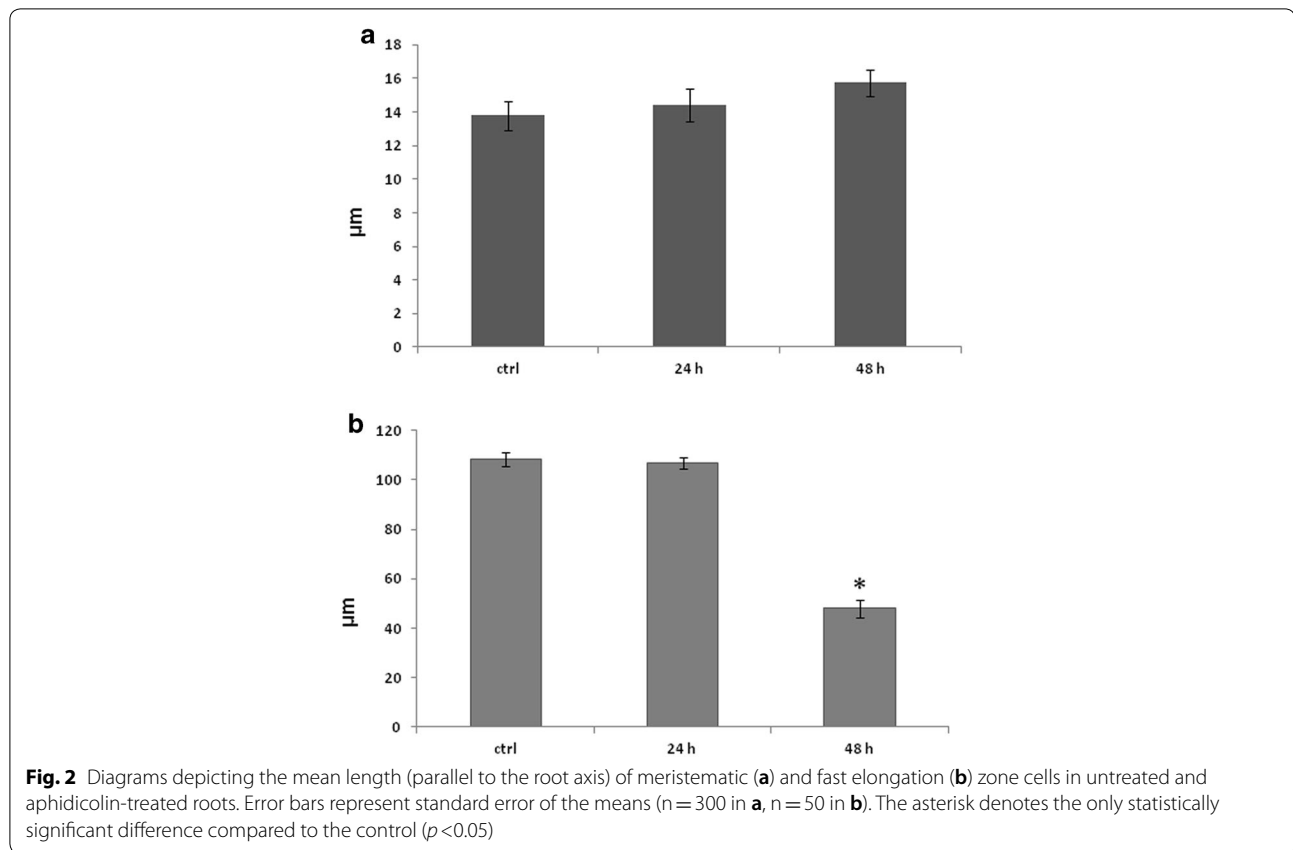 a
18
16
14
12
10
8
6
4
2
0
µm
ctrl 24 h 48 h
b
120
100
80
60
40
20
0
µm
*
ctrl 24 h 48 h
Fig. 2 Diagrams depicting the mean length (parallel to the root axis) of meristematic (a) and fast elongation (b) zone cells in untreated and
aphidicolin-treated roots. Error bars represent standard error of the means (n = 300 in a, n = 50 in b). The asterisk denotes the only statistically
significant difference compared to the control (p < 0.05)